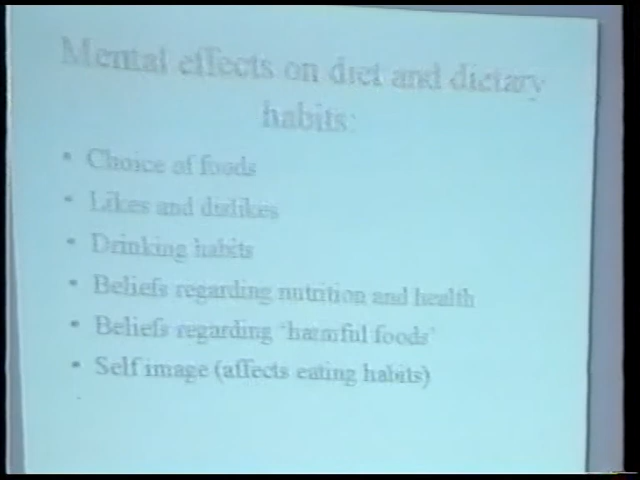 Mental effects on diet and dietary
habits:
• Choice of foods
• Likes and dislikes
• Drinking habits
• Beliefs regarding nutrition and health
• Beliefs regarding 'harmful foods'
• Self image (affects eating habits)